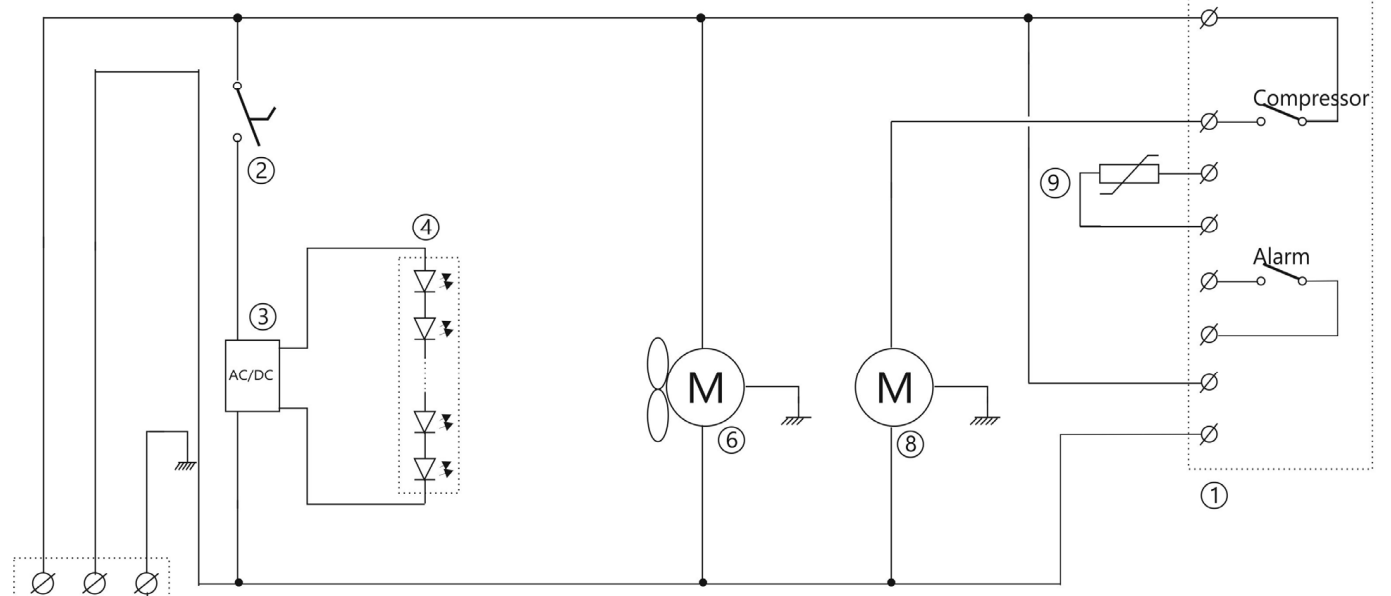 Compressor
②
⑨
④
Alarm
③
AC/DC
M
M
⑥
⑧
①